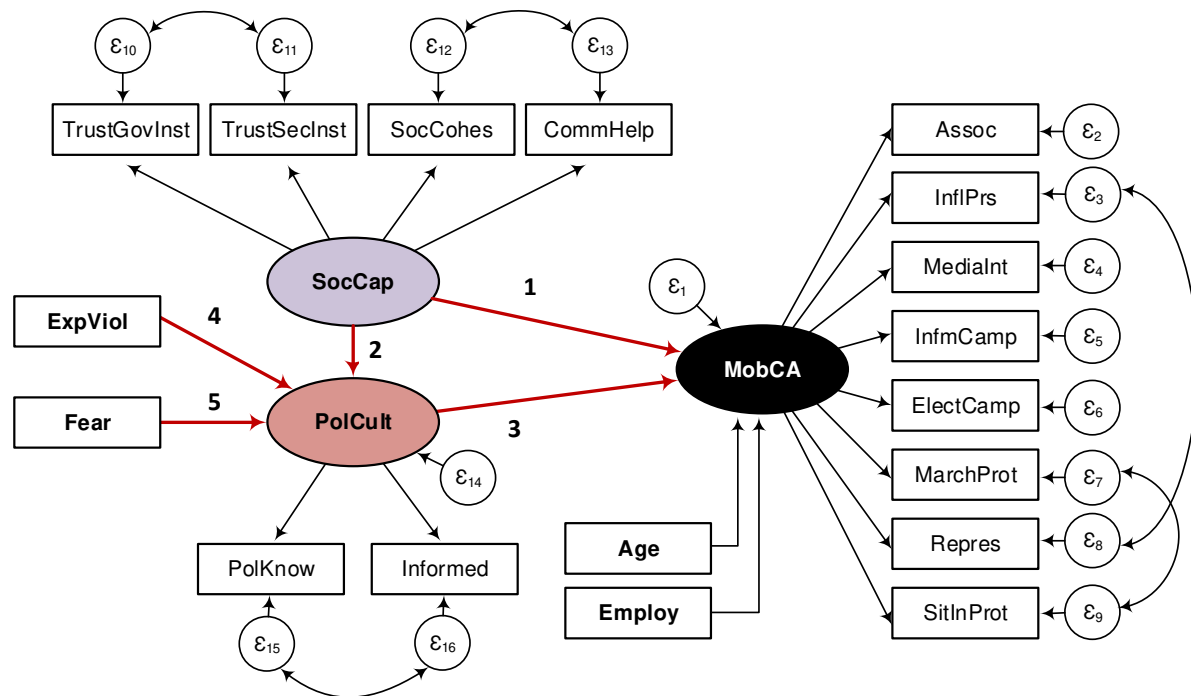 ε10
ε11
ε12
ε13
TrustGovInst
TrustSecInst
SocCohes
CommHelp
Assoc
ε2
InflPrs
ε3
SocCap
1
ε1
MediaInt
ε4
ExpViol
4
2
InfmCamp
ε5
MobCA
Fear
5
PolCult
3
ElectCamp
ε6
ε14
MarchProt
ε7
Age
Repres
ε8
PolKnow
Informed
Employ
SitInProt
ε9
ε15
ε16